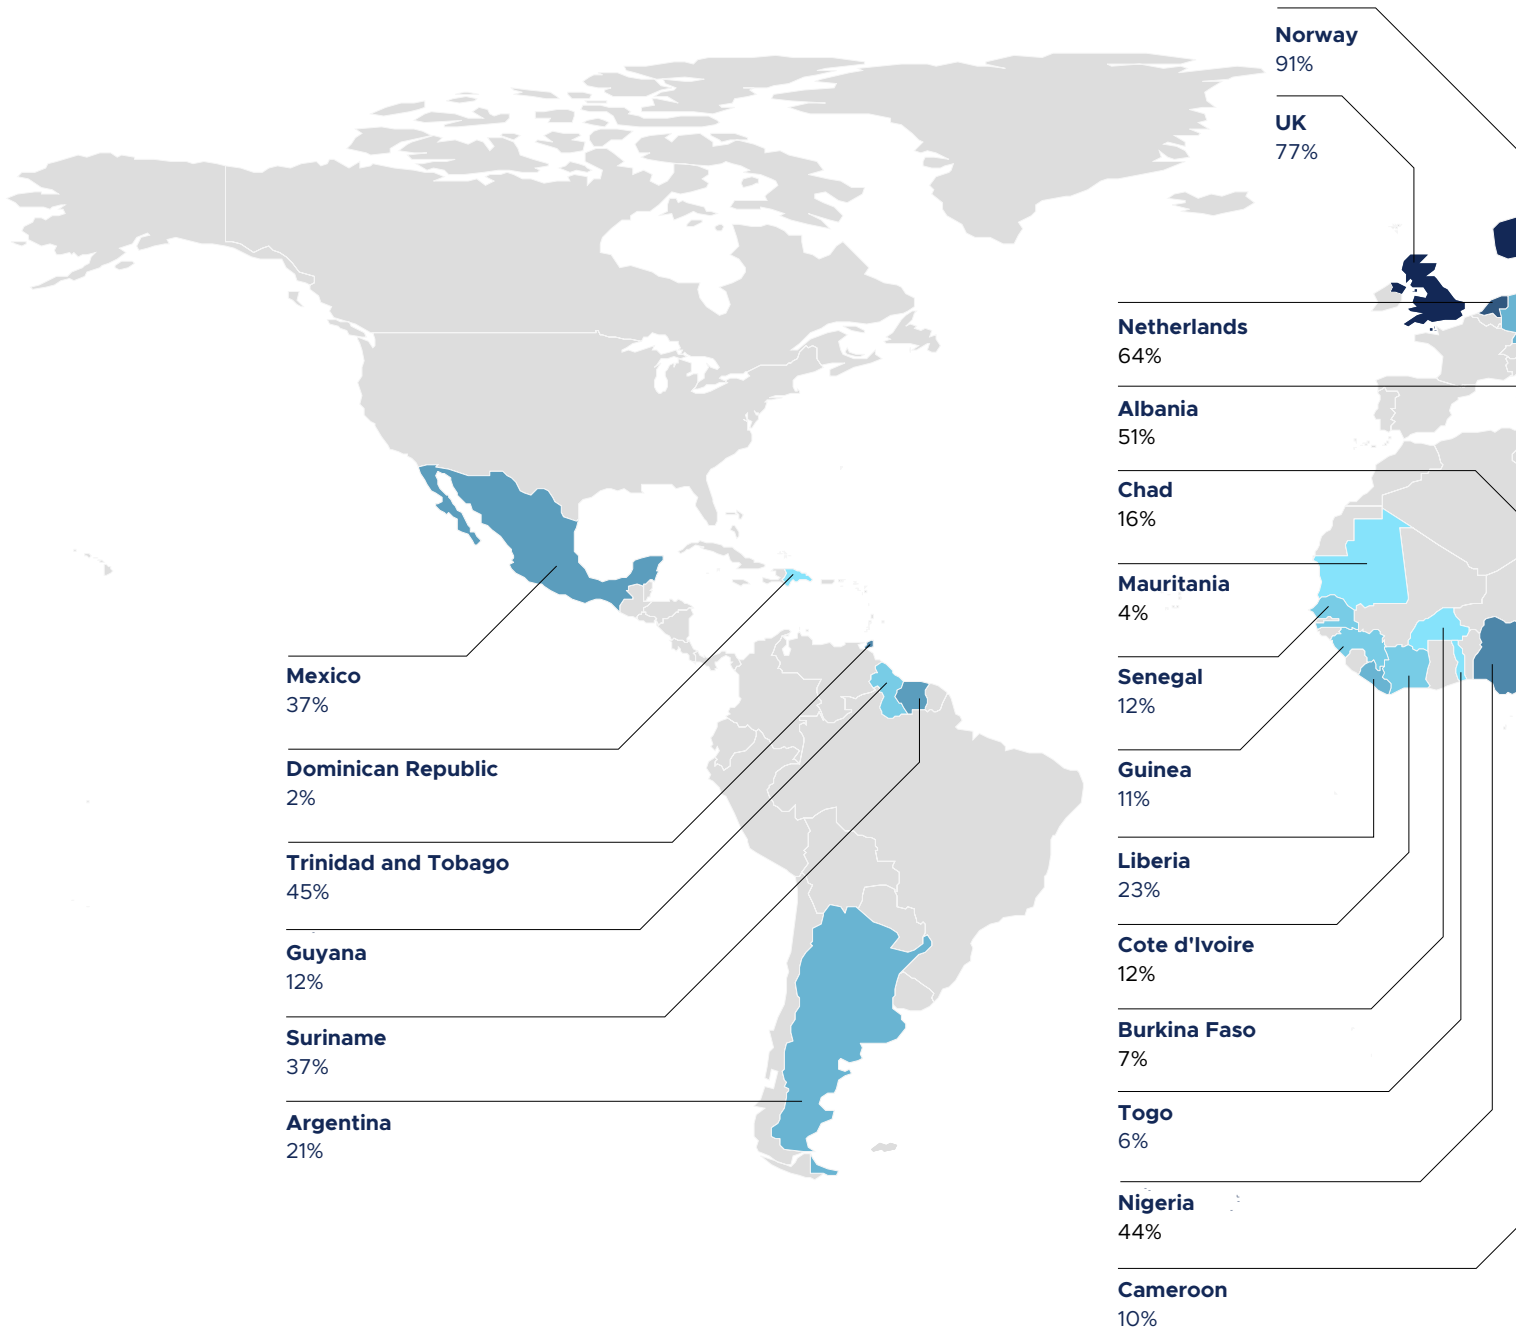 Norway
91%
UK
77%
Netherlands
64%
Albania
51%
Chad
16%
Mauritania
4%
Senegal
12%
Guinea
11%
Liberia
23%
Cote d'Ivoire
12%
Burkina Faso
7%
Togo
6%
Nigeria
44%
Cameroon
10%
Mexico
37%
Dominican Republic
2%
Trinidad and Tobago
45%
Guyana
12%
Suriname
37%
Argentina
21%